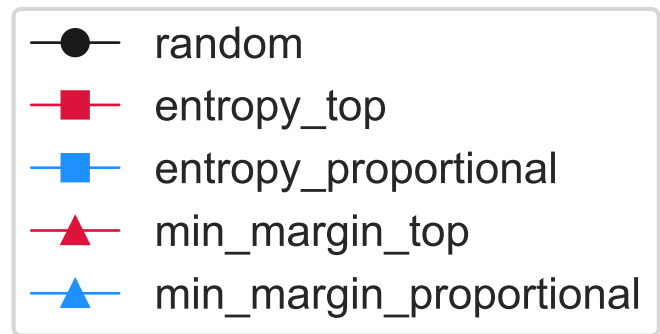 random
entropy_top
entropy_proportional
min_margin_top
min_margin_proportional